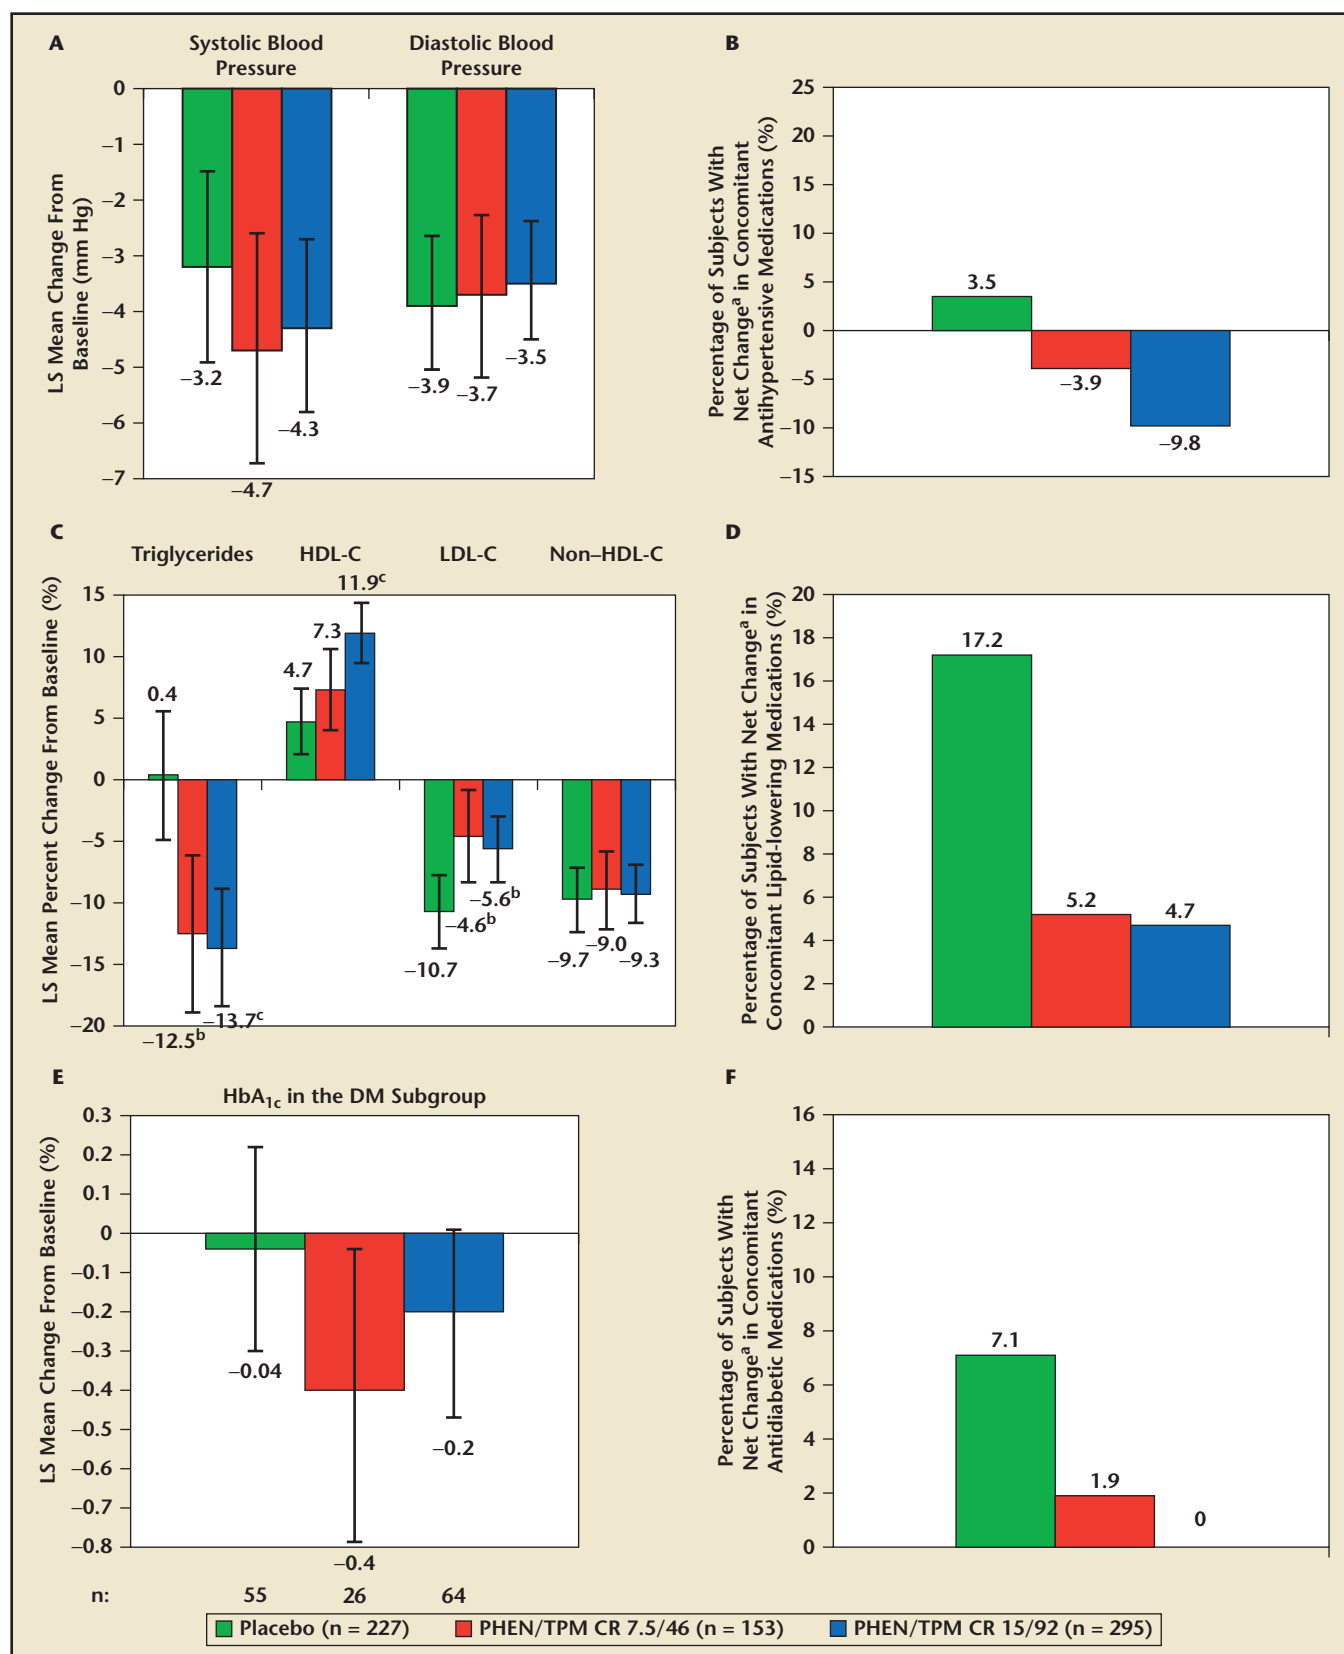 A
Systolic Blood
Pressure
Diastolic Blood
Pressure
LS Mean Change From
Baseline (mm Hg)
0
–1
–2
–3
–4
–5
–6
–7
–3.2
–4.7
–4.3
–3.9
–3.7
–3.5
B
Percentage of Subjects With
Net Changeᵃ in Concomitant
Antihypertensive Medications (%)
25
20
15
10
5
0
–5
–10
–15
3.5
–3.9
–9.8
C
Triglycerides
HDL-C
LDL-C
Non–HDL-C
LS Mean Percent Change From Baseline (%)
15
10
5
0
–5
–10
–15
–20
0.4
–12.5ᵇ
–13.7ᶜ
4.7
7.3
11.9ᶜ
–10.7
–4.6ᵇ
–5.6ᵇ
–9.7
–9.0
–9.3
D
Percentage of Subjects With Net Changeᵃ in
Concomitant Lipid-lowering Medications (%)
20
18
16
14
12
10
8
6
4
2
0
17.2
5.2
4.7
E
HbA₁c in the DM Subgroup
LS Mean Change From Baseline (%)
0.3
0.2
0.1
0
–0.1
–0.2
–0.3
–0.4
–0.5
–0.6
–0.7
–0.8
–0.04
–0.4
–0.2
n: 55 26 64
F
Percentage of Subjects With
Net Changeᵃ in Concomitant
Antidiabetic Medications (%)
16
14
12
10
8
6
4
2
0
7.1
1.9
0
Placebo (n = 227) PHEN/TPM CR 7.5/46 (n = 153) PHEN/TPM CR 15/92 (n = 295)